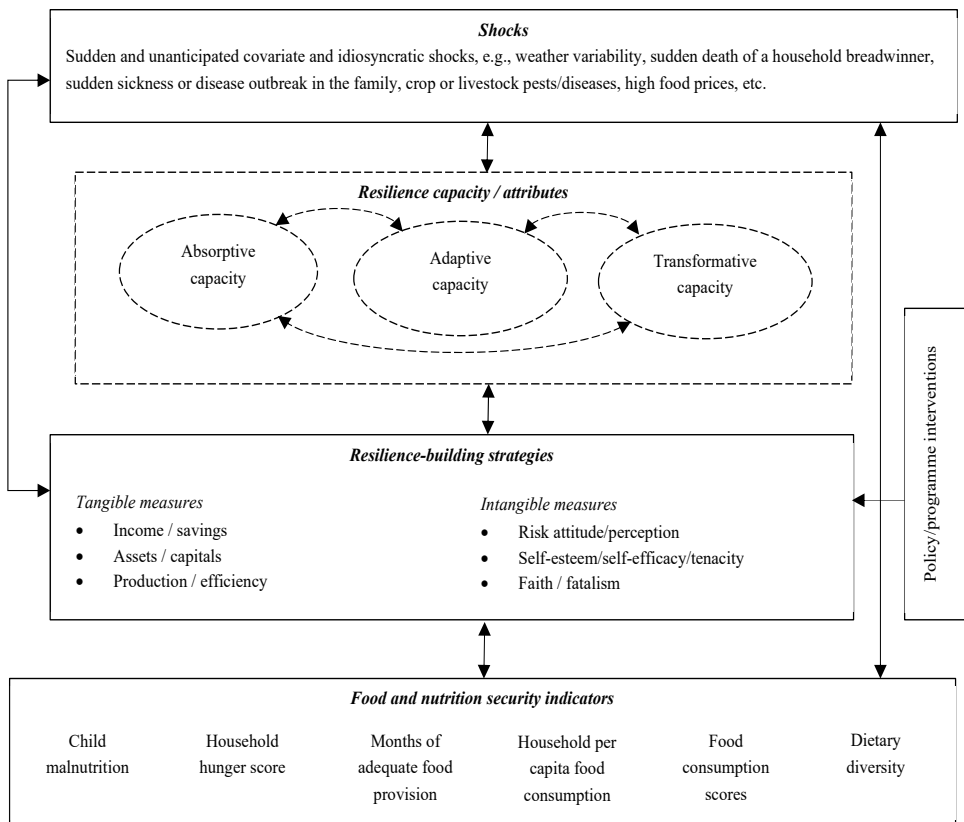 Shocks
Sudden and unanticipated covariate and idiosyncratic shocks, e.g., weather variability, sudden death of a household breadwinner,
sudden sickness or disease outbreak in the family, crop or livestock pests/diseases, high food prices, etc.
Resilience capacity / attributes
Absorptive
capacity
Adaptive
capacity
Transformative
capacity
Policy/programme interventions
Resilience-building strategies
Tangible measures
• Income / savings
• Assets / capitals
• Production / efficiency
Intangible measures
• Risk attitude/perception
• Self-esteem/self-efficacy/tenacity
• Faith / fatalism
Food and nutrition security indicators
Child
malnutrition
Household
hunger score
Months of
adequate food
provision
Household per
capita food
consumption
Food
consumption
scores
Dietary
diversity